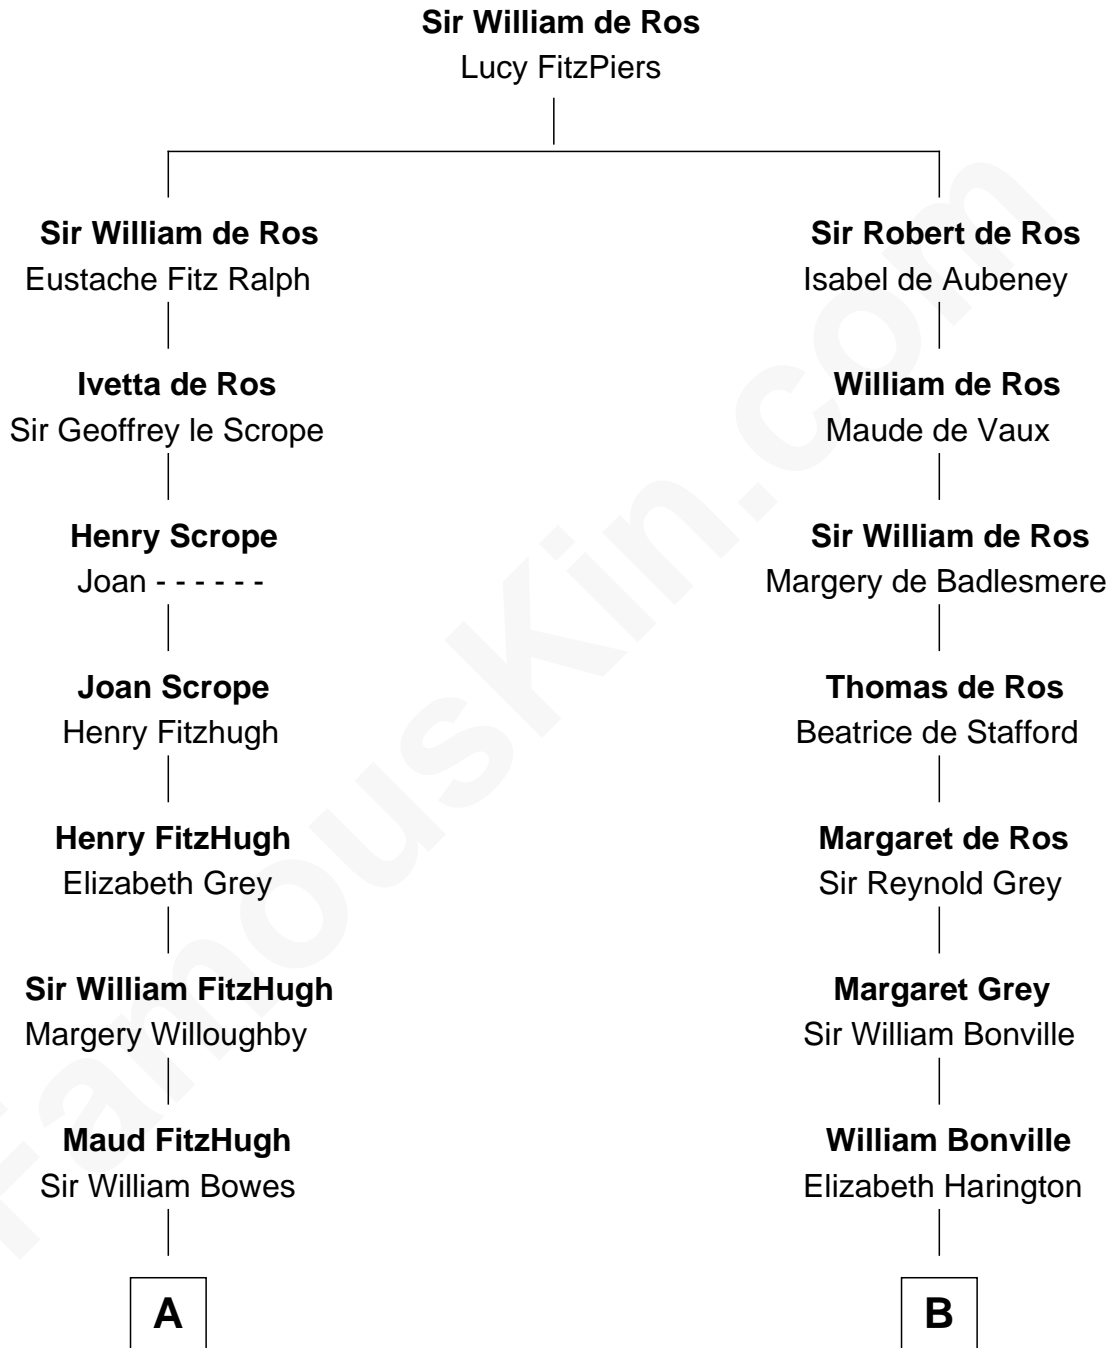 Sir William de Ros
Lucy FitzPiers
Sir William de Ros
Eustache Fitz Ralph
Ivetta de Ros
Sir Geoffrey le Scrope
Henry Scrope
Joan - - - - - -
Joan Scrope
Henry Fitzhugh
Henry FitzHugh
Elizabeth Grey
Sir William FitzHugh
Margery Willoughby
Maud FitzHugh
Sir William Bowes
A
Sir Robert de Ros
Isabel de Aubeney
William de Ros
Maude de Vaux
Sir William de Ros
Margery de Badlesmere
Thomas de Ros
Beatrice de Stafford
Margaret de Ros
Sir Reynold Grey
Margaret Grey
Sir William Bonville
William Bonville
Elizabeth Harington
B
FamousKin.com